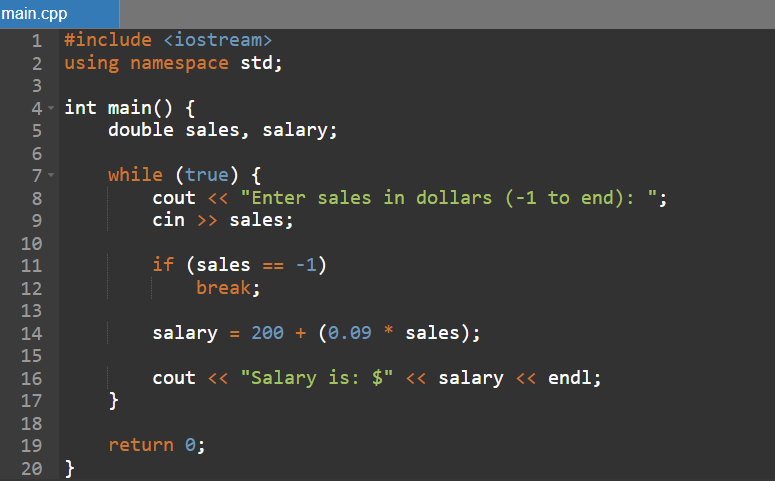 main.cpp
1 #include <iostream>
2 using namespace std;
3
4 int main() {
5     double sales, salary;
6
7     while (true) {
8         cout << "Enter sales in dollars (-1 to end): ";
9         cin >> sales;
10
11         if (sales == -1)
12             break;
13
14         salary = 200 + (0.09 * sales);
15
16         cout << "Salary is: $" << salary << endl;
17     }
18
19     return 0;
20 }